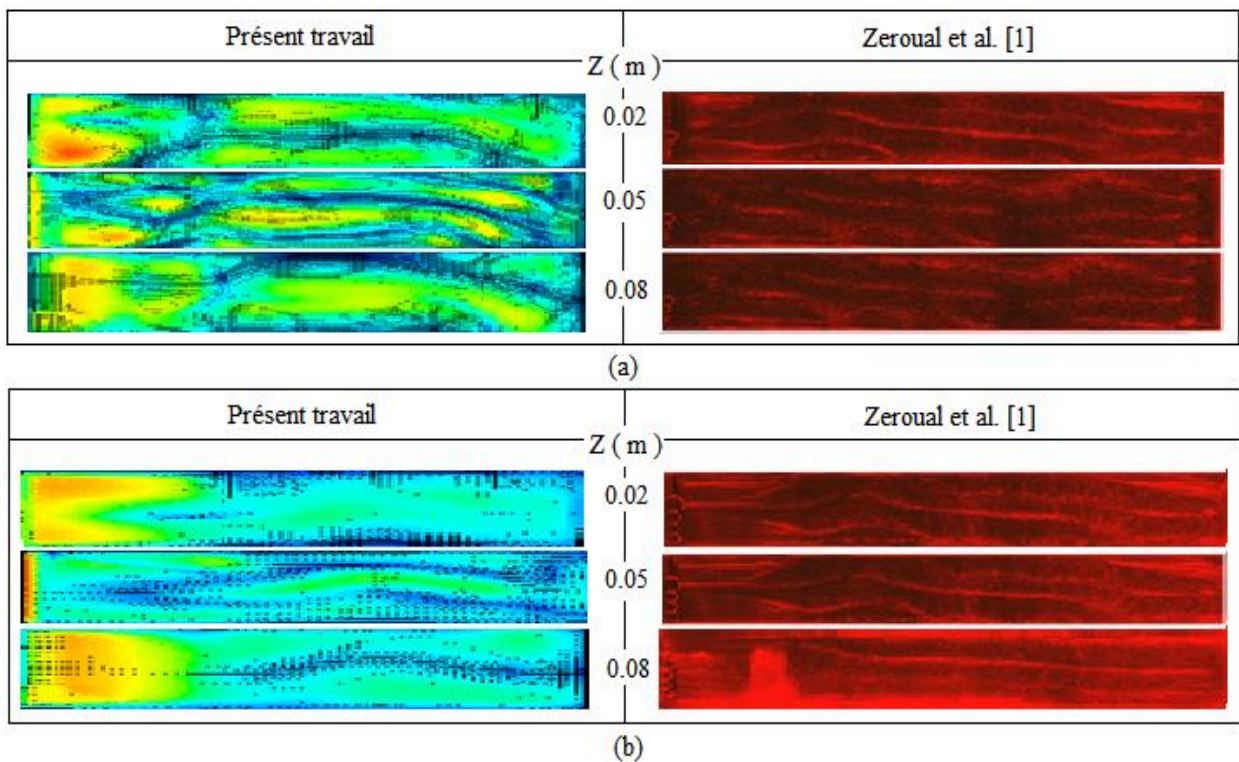 Présent travail
Zeroual et al. [1]
Z ( m )
0.02
0.05
0.08
(a)
Présent travail
Zeroual et al. [1]
Z ( m )
0.02
0.05
0.08
(b)